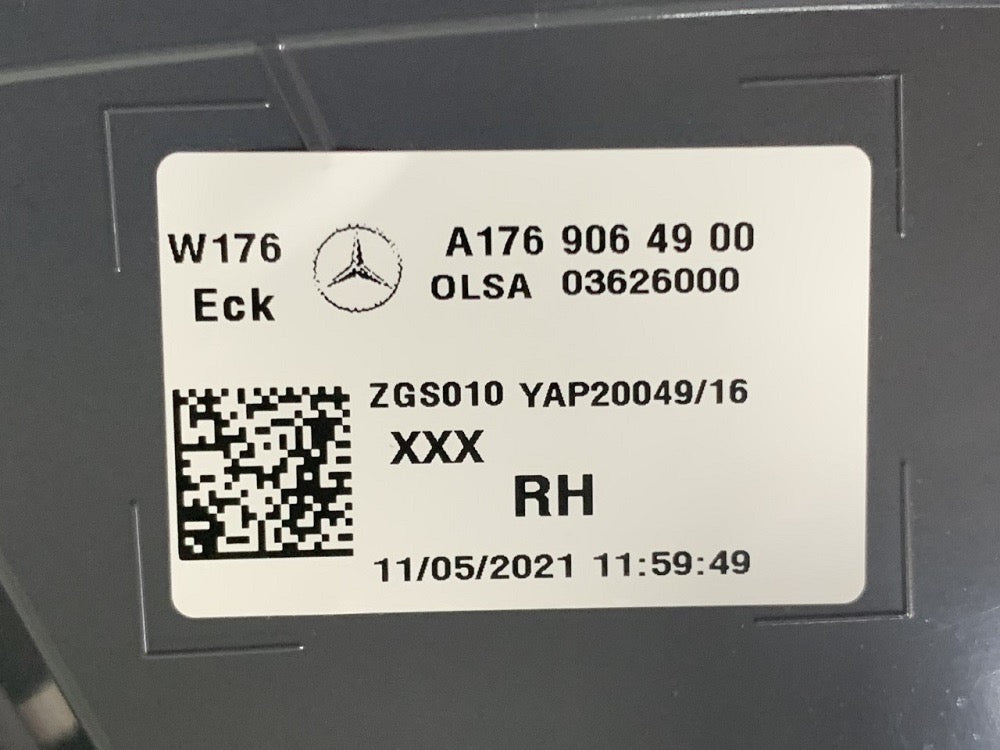 W176
Eck
A176 906 49 00
OLSA 03626000
ZGS010 YAP20049/16
XXX
RH
11/05/2021 11:59:49